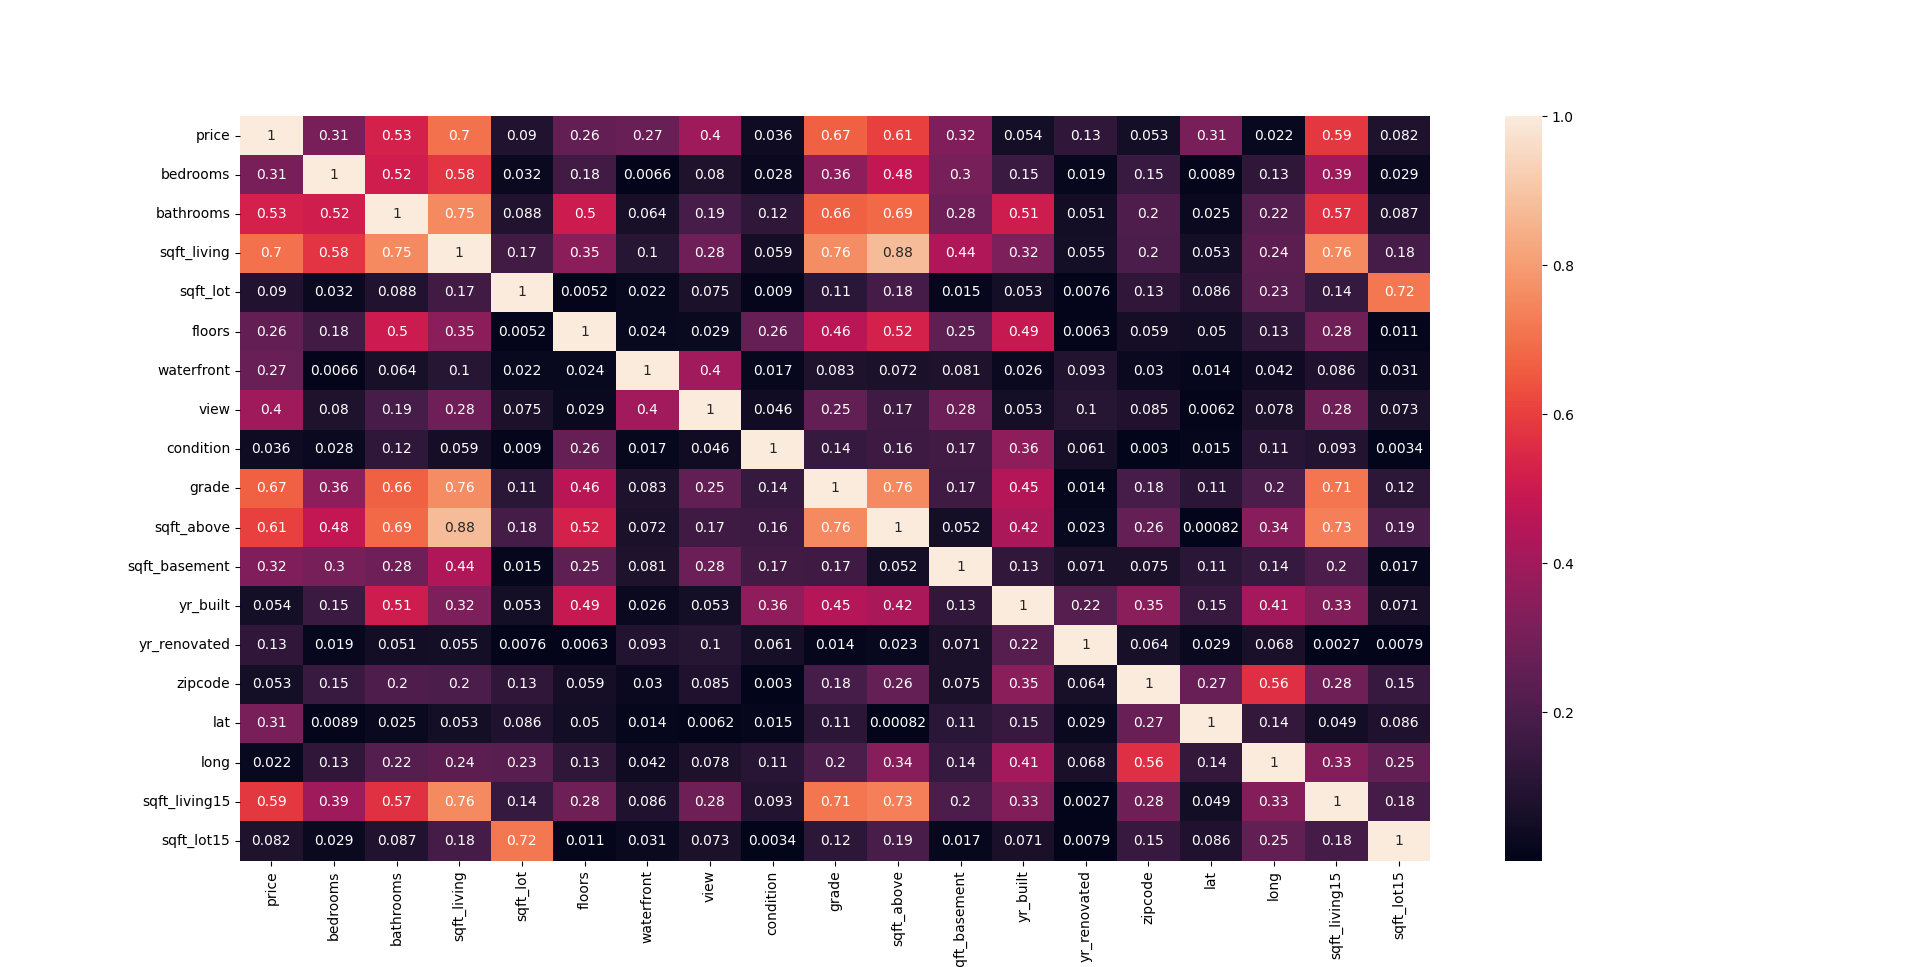 price 1 0.31 0.53 0.7 0.09 0.26 0.27 0.4 0.036 0.67 0.61 0.32 0.054 0.13 0.053 0.31 0.022 0.59 0.082 1.0
bedrooms 0.31 1 0.52 0.58 0.032 0.18 0.0066 0.08 0.028 0.36 0.48 0.3 0.15 0.019 0.15 0.0089 0.13 0.39 0.029
bathrooms 0.53 0.52 1 0.75 0.088 0.5 0.064 0.19 0.12 0.66 0.69 0.28 0.51 0.051 0.2 0.025 0.22 0.57 0.087
sqft_living 0.7 0.58 0.75 1 0.17 0.35 0.1 0.28 0.059 0.76 0.88 0.44 0.32 0.055 0.2 0.053 0.24 0.76 0.18 0.8
sqft_lot 0.09 0.032 0.088 0.17 1 0.0052 0.022 0.075 0.009 0.11 0.18 0.015 0.053 0.0076 0.13 0.086 0.23 0.14 0.72
floors 0.26 0.18 0.5 0.35 0.0052 1 0.024 0.029 0.26 0.46 0.52 0.25 0.49 0.0063 0.059 0.05 0.13 0.28 0.011
waterfront 0.27 0.0066 0.064 0.1 0.022 0.024 1 0.4 0.017 0.083 0.072 0.081 0.026 0.093 0.03 0.014 0.042 0.086 0.031
view 0.4 0.08 0.19 0.28 0.075 0.029 0.4 1 0.046 0.25 0.17 0.28 0.053 0.1 0.085 0.0062 0.078 0.28 0.073 0.6
condition 0.036 0.028 0.12 0.059 0.009 0.26 0.017 0.046 1 0.14 0.16 0.17 0.36 0.061 0.003 0.015 0.11 0.093 0.0034
grade 0.67 0.36 0.66 0.76 0.11 0.46 0.083 0.25 0.14 1 0.76 0.17 0.45 0.014 0.18 0.11 0.2 0.71 0.12
sqft_above 0.61 0.48 0.69 0.88 0.18 0.52 0.072 0.17 0.16 0.76 1 0.052 0.42 0.023 0.26 0.00082 0.34 0.73 0.19
sqft_basement 0.32 0.3 0.28 0.44 0.015 0.25 0.081 0.28 0.17 0.17 0.052 1 0.13 0.071 0.075 0.11 0.14 0.2 0.017 0.4
yr_built 0.054 0.15 0.51 0.32 0.053 0.49 0.026 0.053 0.36 0.45 0.42 0.13 1 0.22 0.35 0.15 0.41 0.33 0.071
yr_renovated 0.13 0.019 0.051 0.055 0.0076 0.0063 0.093 0.1 0.061 0.014 0.023 0.071 0.22 1 0.064 0.029 0.068 0.0027 0.0079
zipcode 0.053 0.15 0.2 0.2 0.13 0.059 0.03 0.085 0.003 0.18 0.26 0.075 0.35 0.064 1 0.27 0.56 0.28 0.15
lat 0.31 0.0089 0.025 0.053 0.086 0.05 0.014 0.0062 0.015 0.11 0.00082 0.11 0.15 0.029 0.27 1 0.14 0.049 0.086 0.2
long 0.022 0.13 0.22 0.24 0.23 0.13 0.042 0.078 0.11 0.2 0.34 0.14 0.41 0.068 0.56 0.14 1 0.33 0.25
sqft_living15 0.59 0.39 0.57 0.76 0.14 0.28 0.086 0.28 0.093 0.71 0.73 0.2 0.33 0.0027 0.28 0.049 0.33 1 0.18
sqft_lot15 0.082 0.029 0.087 0.18 0.72 0.011 0.031 0.073 0.0034 0.12 0.19 0.017 0.071 0.0079 0.15 0.086 0.25 0.18 1
price bedrooms bathrooms sqft_living sqft_lot floors waterfront view condition grade sqft_above qft_basement yr_built yr_renovated zipcode lat long sqft_living15 sqft_lot15